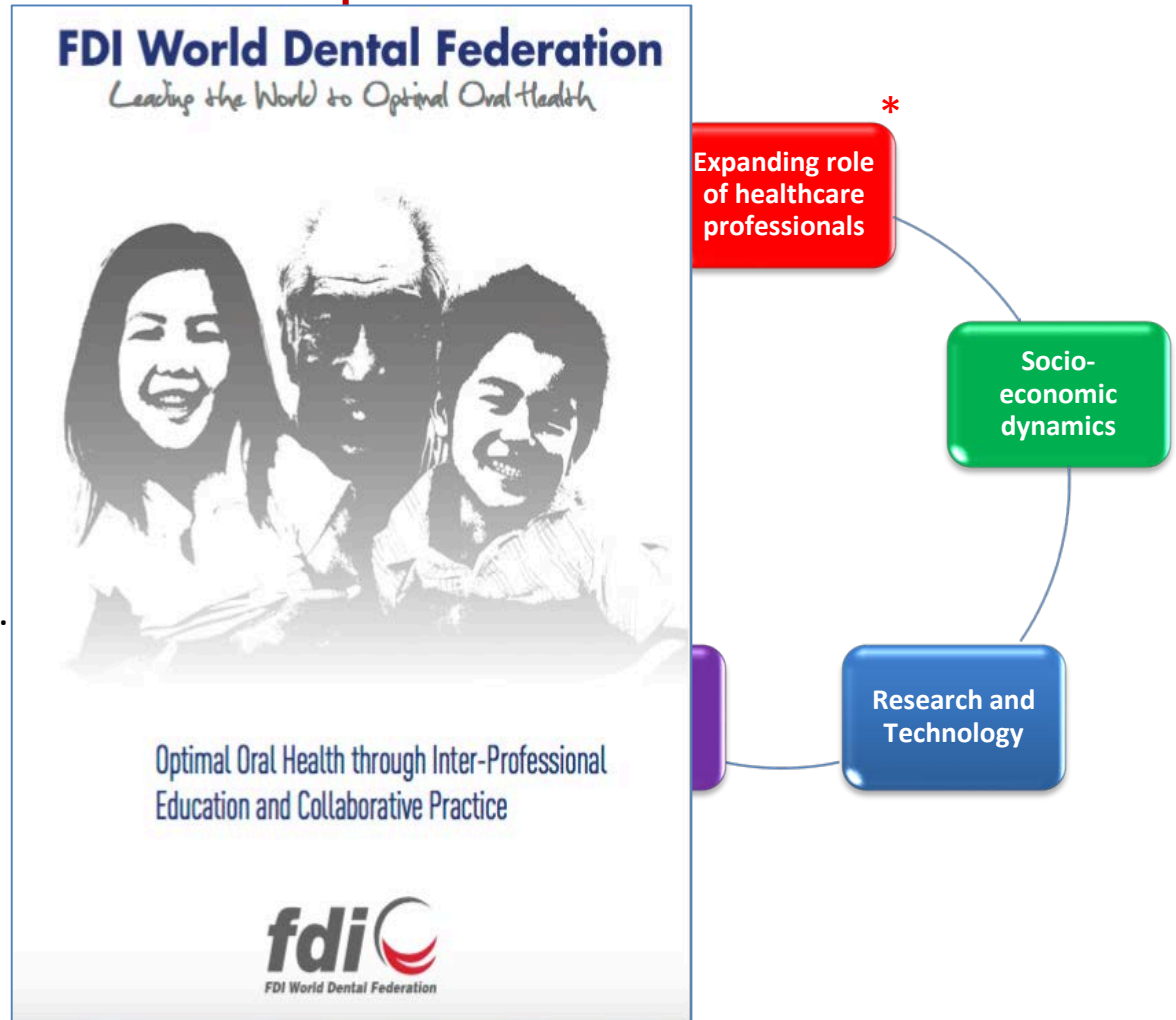 FDI World Dental Federation
Leading the World to Optimal Oral Health
*
Expanding role
of healthcare
professionals
Socio-
economic
dynamics
Research and
Technology
.
Optimal Oral Health through Inter-Professional
Education and Collaborative Practice
fdi
FDI World Dental Federation